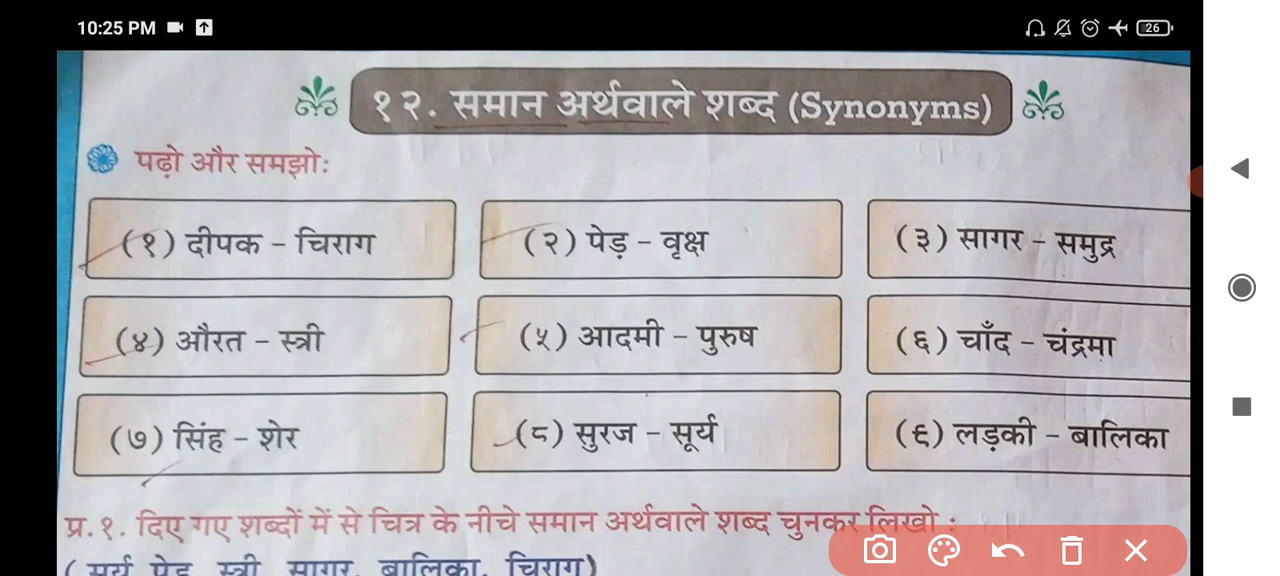 10:25 PM
26
१२. समान अर्थवाले शब्द (Synonyms)
पढ़ो और समझो:
(१) दीपक - चिराग (२) पेड़ - वृक्ष (३) सागर - समुद्र
(४) औरत - स्त्री (५) आदमी - पुरुष (६) चाँद - चंद्रमा
(७) सिंह - शेर (८) सुरज - सूर्य (९) लड़की - बालिका
प्र.१. दिए गए शब्दों में से चित्र के नीचे समान अर्थवाले शब्द चुनकर लिखो :
( सूर्य, पेड़, स्त्री, सागर, बालिका, चिराग)